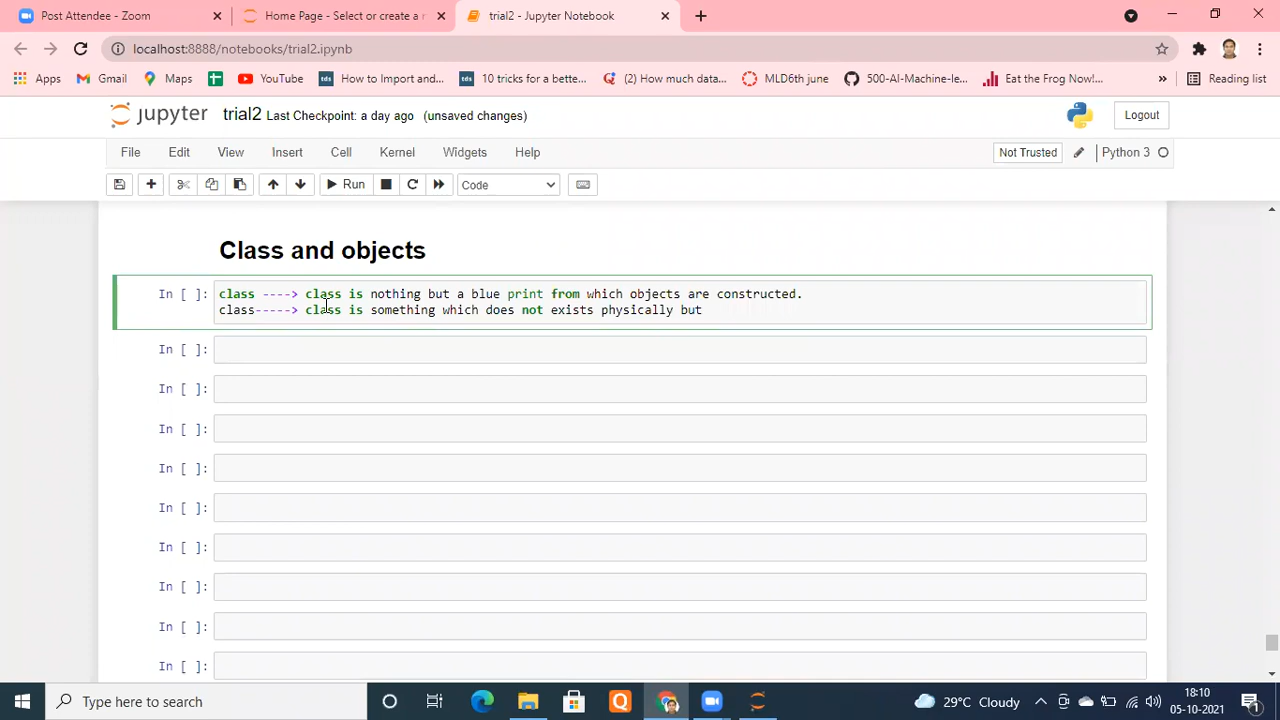 Post Attendee - Zoom
Home Page - Select or create a n
trial2 - Jupyter Notebook
localhost:8888/notebooks/trial2.ipynb
Apps
Gmail
Maps
YouTube
How to Import and...
10 tricks for a bette...
(2) How much data...
MLD6th june
500-AI-Machine-le...
Eat the Frog Now!...
»
Reading list
jupyter
trial2 Last Checkpoint: a day ago (unsaved changes)
Logout
File Edit View Insert Cell Kernel Widgets Help
Not Trusted
Python 3
Run
Code
Class and objects
In [ ]: class ----> class is nothing but a blue print from which objects are constructed.
class-----> class is something which does not exists physically but
In [ ]:
In [ ]:
In [ ]:
In [ ]:
In [ ]:
In [ ]:
In [ ]:
In [ ]:
In [ ]:
Type here to search
29°C Cloudy
18:10
05-10-2021
1